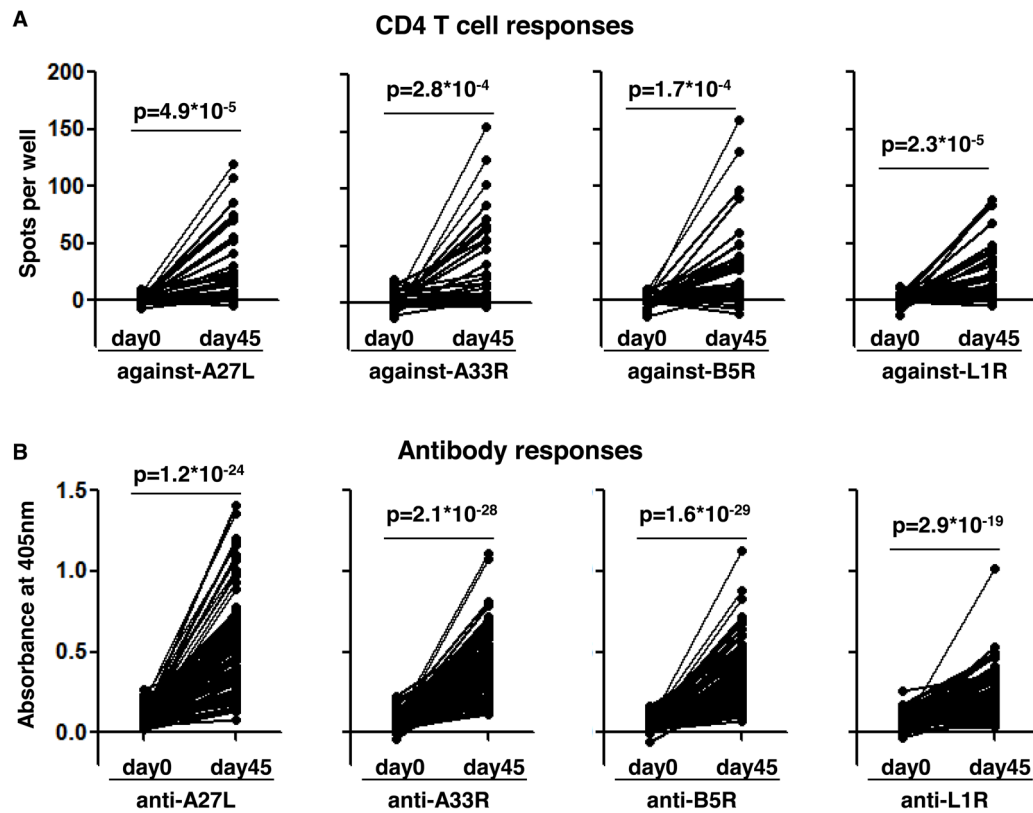 A
CD4 T cell responses
200
150
100
50
0
Spots per well
p=4.9*10-5
p=2.8*10-4
p=1.7*10-4
p=2.3*10-5
day0 day45 day0 day45 day0 day45 day0 day45
against-A27L against-A33R against-B5R against-L1R
B
Antibody responses
1.5
1.0
0.5
0.0
Absorbance at 405nm
p=1.2*10-24
p=2.1*10-28
p=1.6*10-29
p=2.9*10-19
day0 day45 day0 day45 day0 day45 day0 day45
anti-A27L anti-A33R anti-B5R anti-L1R